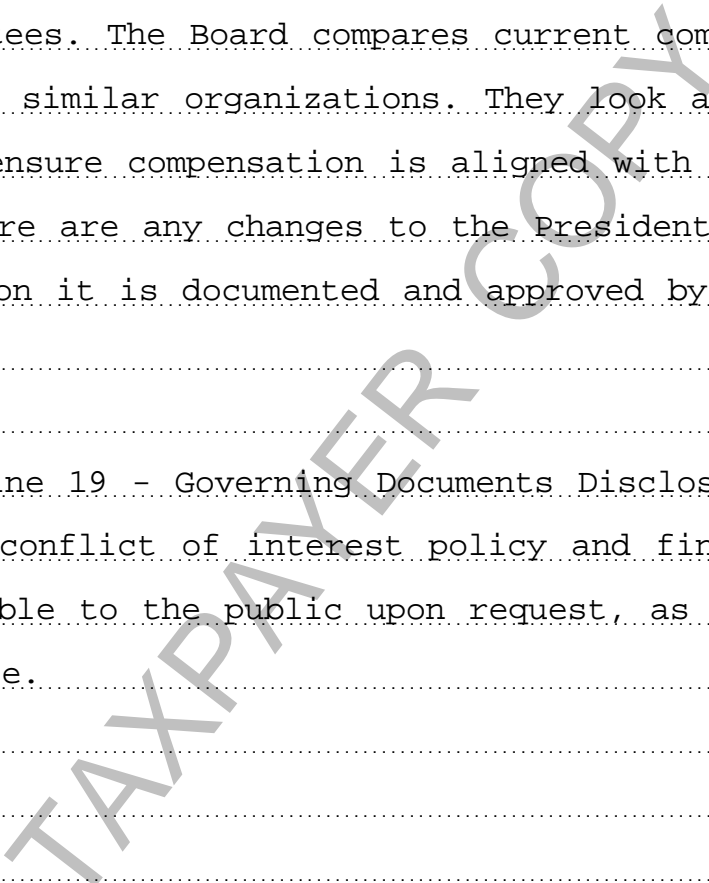 ees. The Board compares current com
similar organizations. They look a
ensure compensation is aligned with
re are any changes to the President
on it is documented and approved by
ine 19 - Governing Documents Disclos
conflict of interest policy and fin
ble to the public upon request, as
e.
TAXPAYER COPY